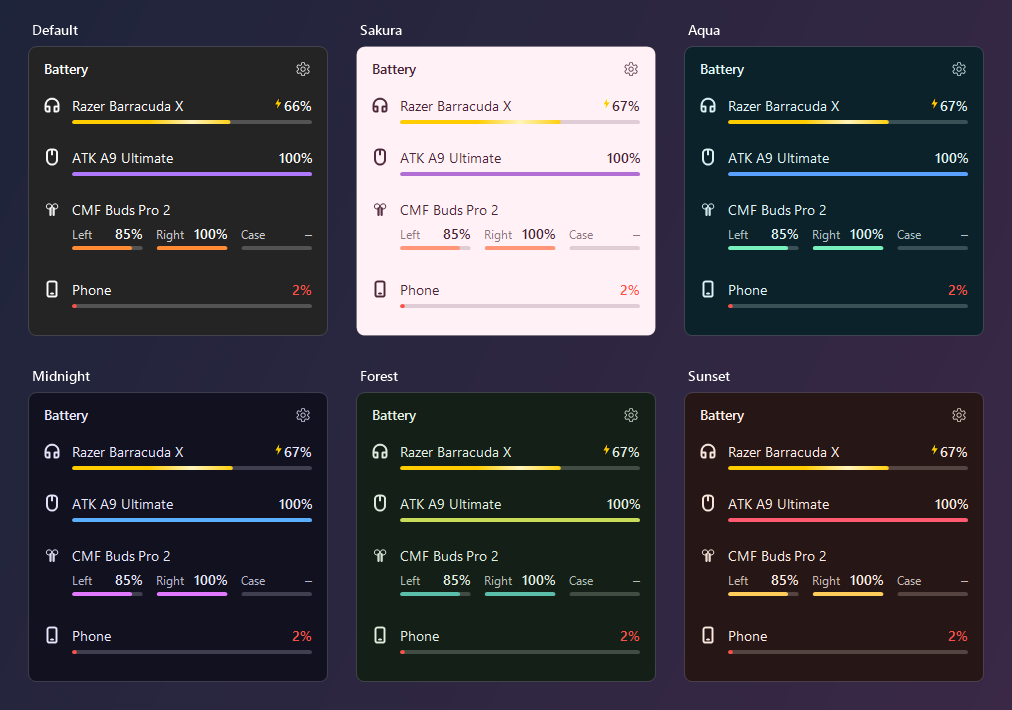 Default
Battery
Razer Barracuda X 66%
ATK A9 Ultimate 100%
CMF Buds Pro 2
Left 85% Right 100% Case –
Phone 2%
Sakura
Battery
Razer Barracuda X 67%
ATK A9 Ultimate 100%
CMF Buds Pro 2
Left 85% Right 100% Case –
Phone 2%
Aqua
Battery
Razer Barracuda X 67%
ATK A9 Ultimate 100%
CMF Buds Pro 2
Left 85% Right 100% Case –
Phone 2%
Midnight
Battery
Razer Barracuda X 67%
ATK A9 Ultimate 100%
CMF Buds Pro 2
Left 85% Right 100% Case –
Phone 2%
Forest
Battery
Razer Barracuda X 67%
ATK A9 Ultimate 100%
CMF Buds Pro 2
Left 85% Right 100% Case –
Phone 2%
Sunset
Battery
Razer Barracuda X 67%
ATK A9 Ultimate 100%
CMF Buds Pro 2
Left 85% Right 100% Case –
Phone 2%